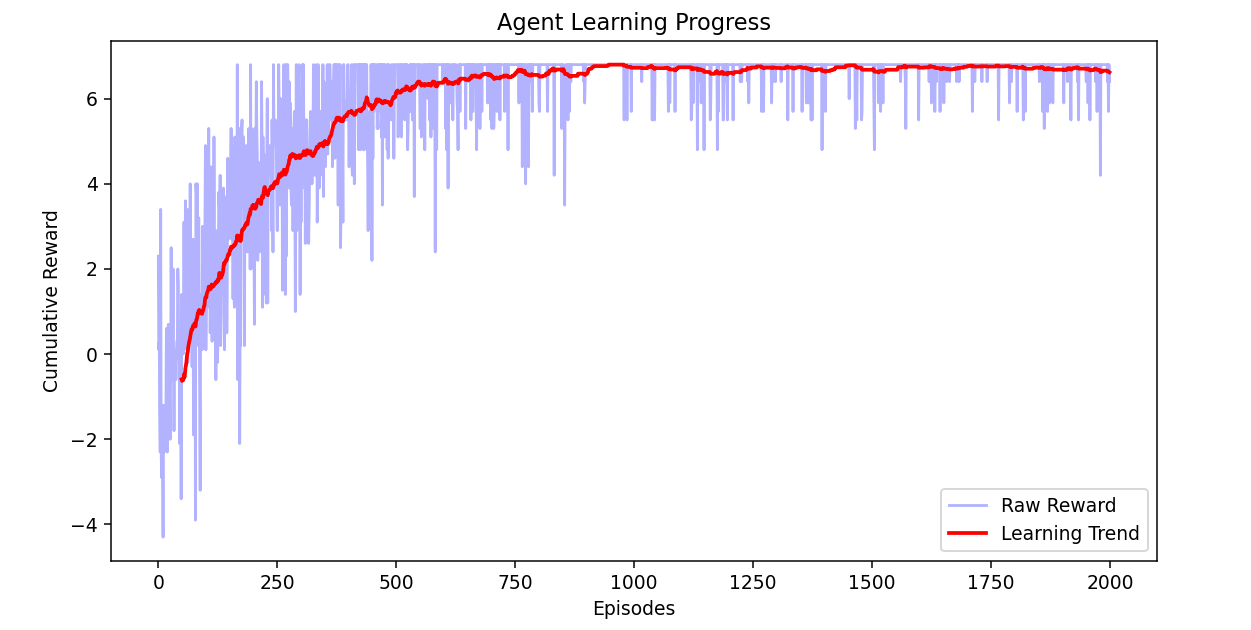 Agent Learning Progress
Cumulative Reward
6
4
2
0
−2
−4
0 250 500 750 1000 1250 1500 1750 2000
Episodes
Raw Reward
Learning Trend